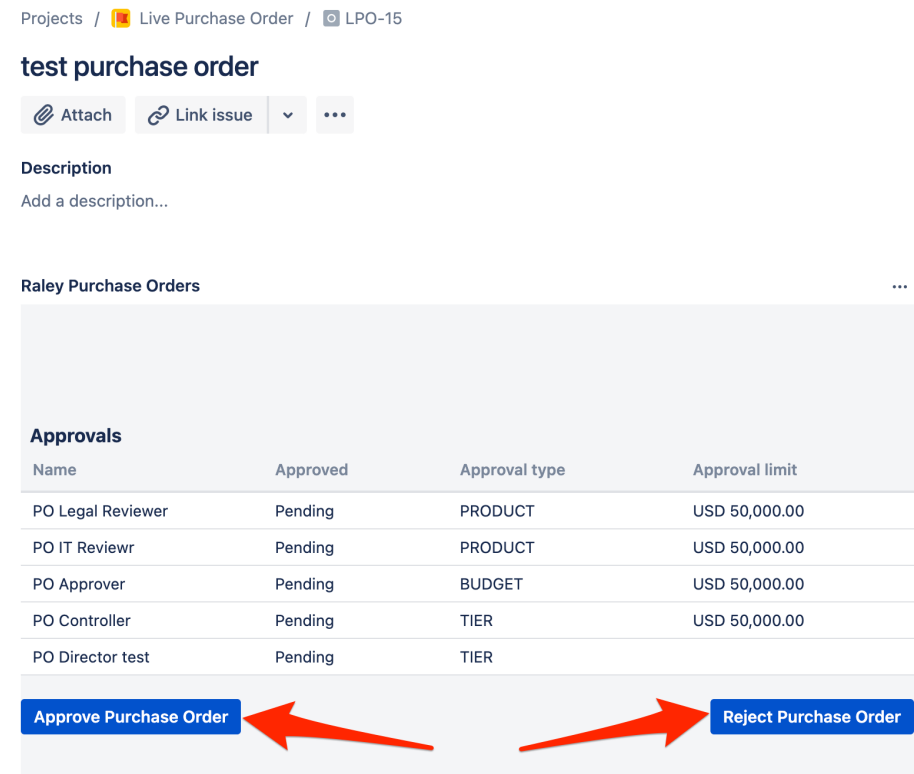 Projects / Live Purchase Order / LPO-15
test purchase order
Attach Link issue
Description
Add a description...
Raley Purchase Orders
Approvals
Name Approved Approval type Approval limit
PO Legal Reviewer Pending PRODUCT USD 50,000.00
PO IT Reviewr Pending PRODUCT USD 50,000.00
PO Approver Pending BUDGET USD 50,000.00
PO Controller Pending TIER USD 50,000.00
PO Director test Pending TIER
Approve Purchase Order Reject Purchase Order